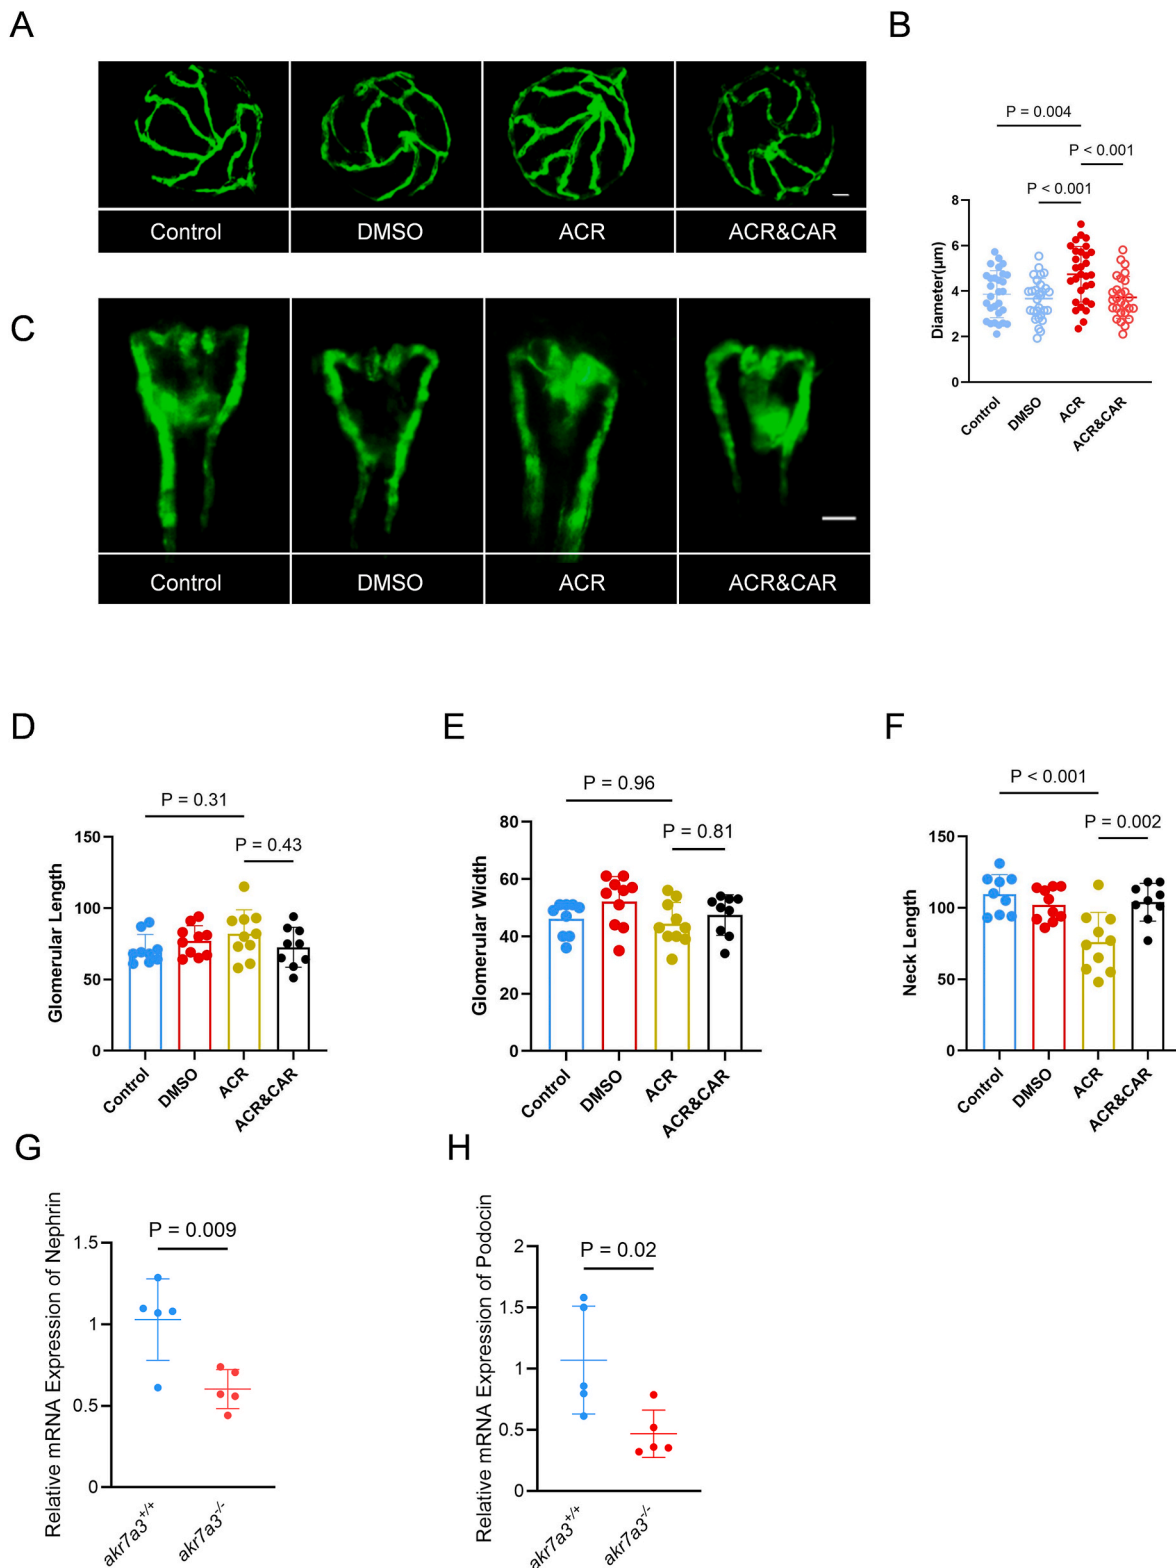 A
Control DMSO ACR ACR&CAR
B
P = 0.004
P < 0.001
P < 0.001
Diameter(μm)
8
6
4
2
0
Control DMSO ACR ACR&CAR
C
Control DMSO ACR ACR&CAR
D
P = 0.31
P = 0.43
Glomerular Length
150
100
50
0
Control DMSO ACR ACR&CAR
E
P = 0.96
P = 0.81
Glomerular Width
80
60
40
20
0
Control DMSO ACR ACR&CAR
F
P < 0.001
P = 0.002
Neck Length
150
100
50
0
Control DMSO ACR ACR&CAR
G
P = 0.009
Relative mRNA Expression of Nephrin
1.5
1
0.5
0
akr7a3+/+ akr7a3-/-
H
P = 0.02
Relative mRNA Expression of Podocin
2
1.5
1
0.5
0
akr7a3+/+ akr7a3-/-